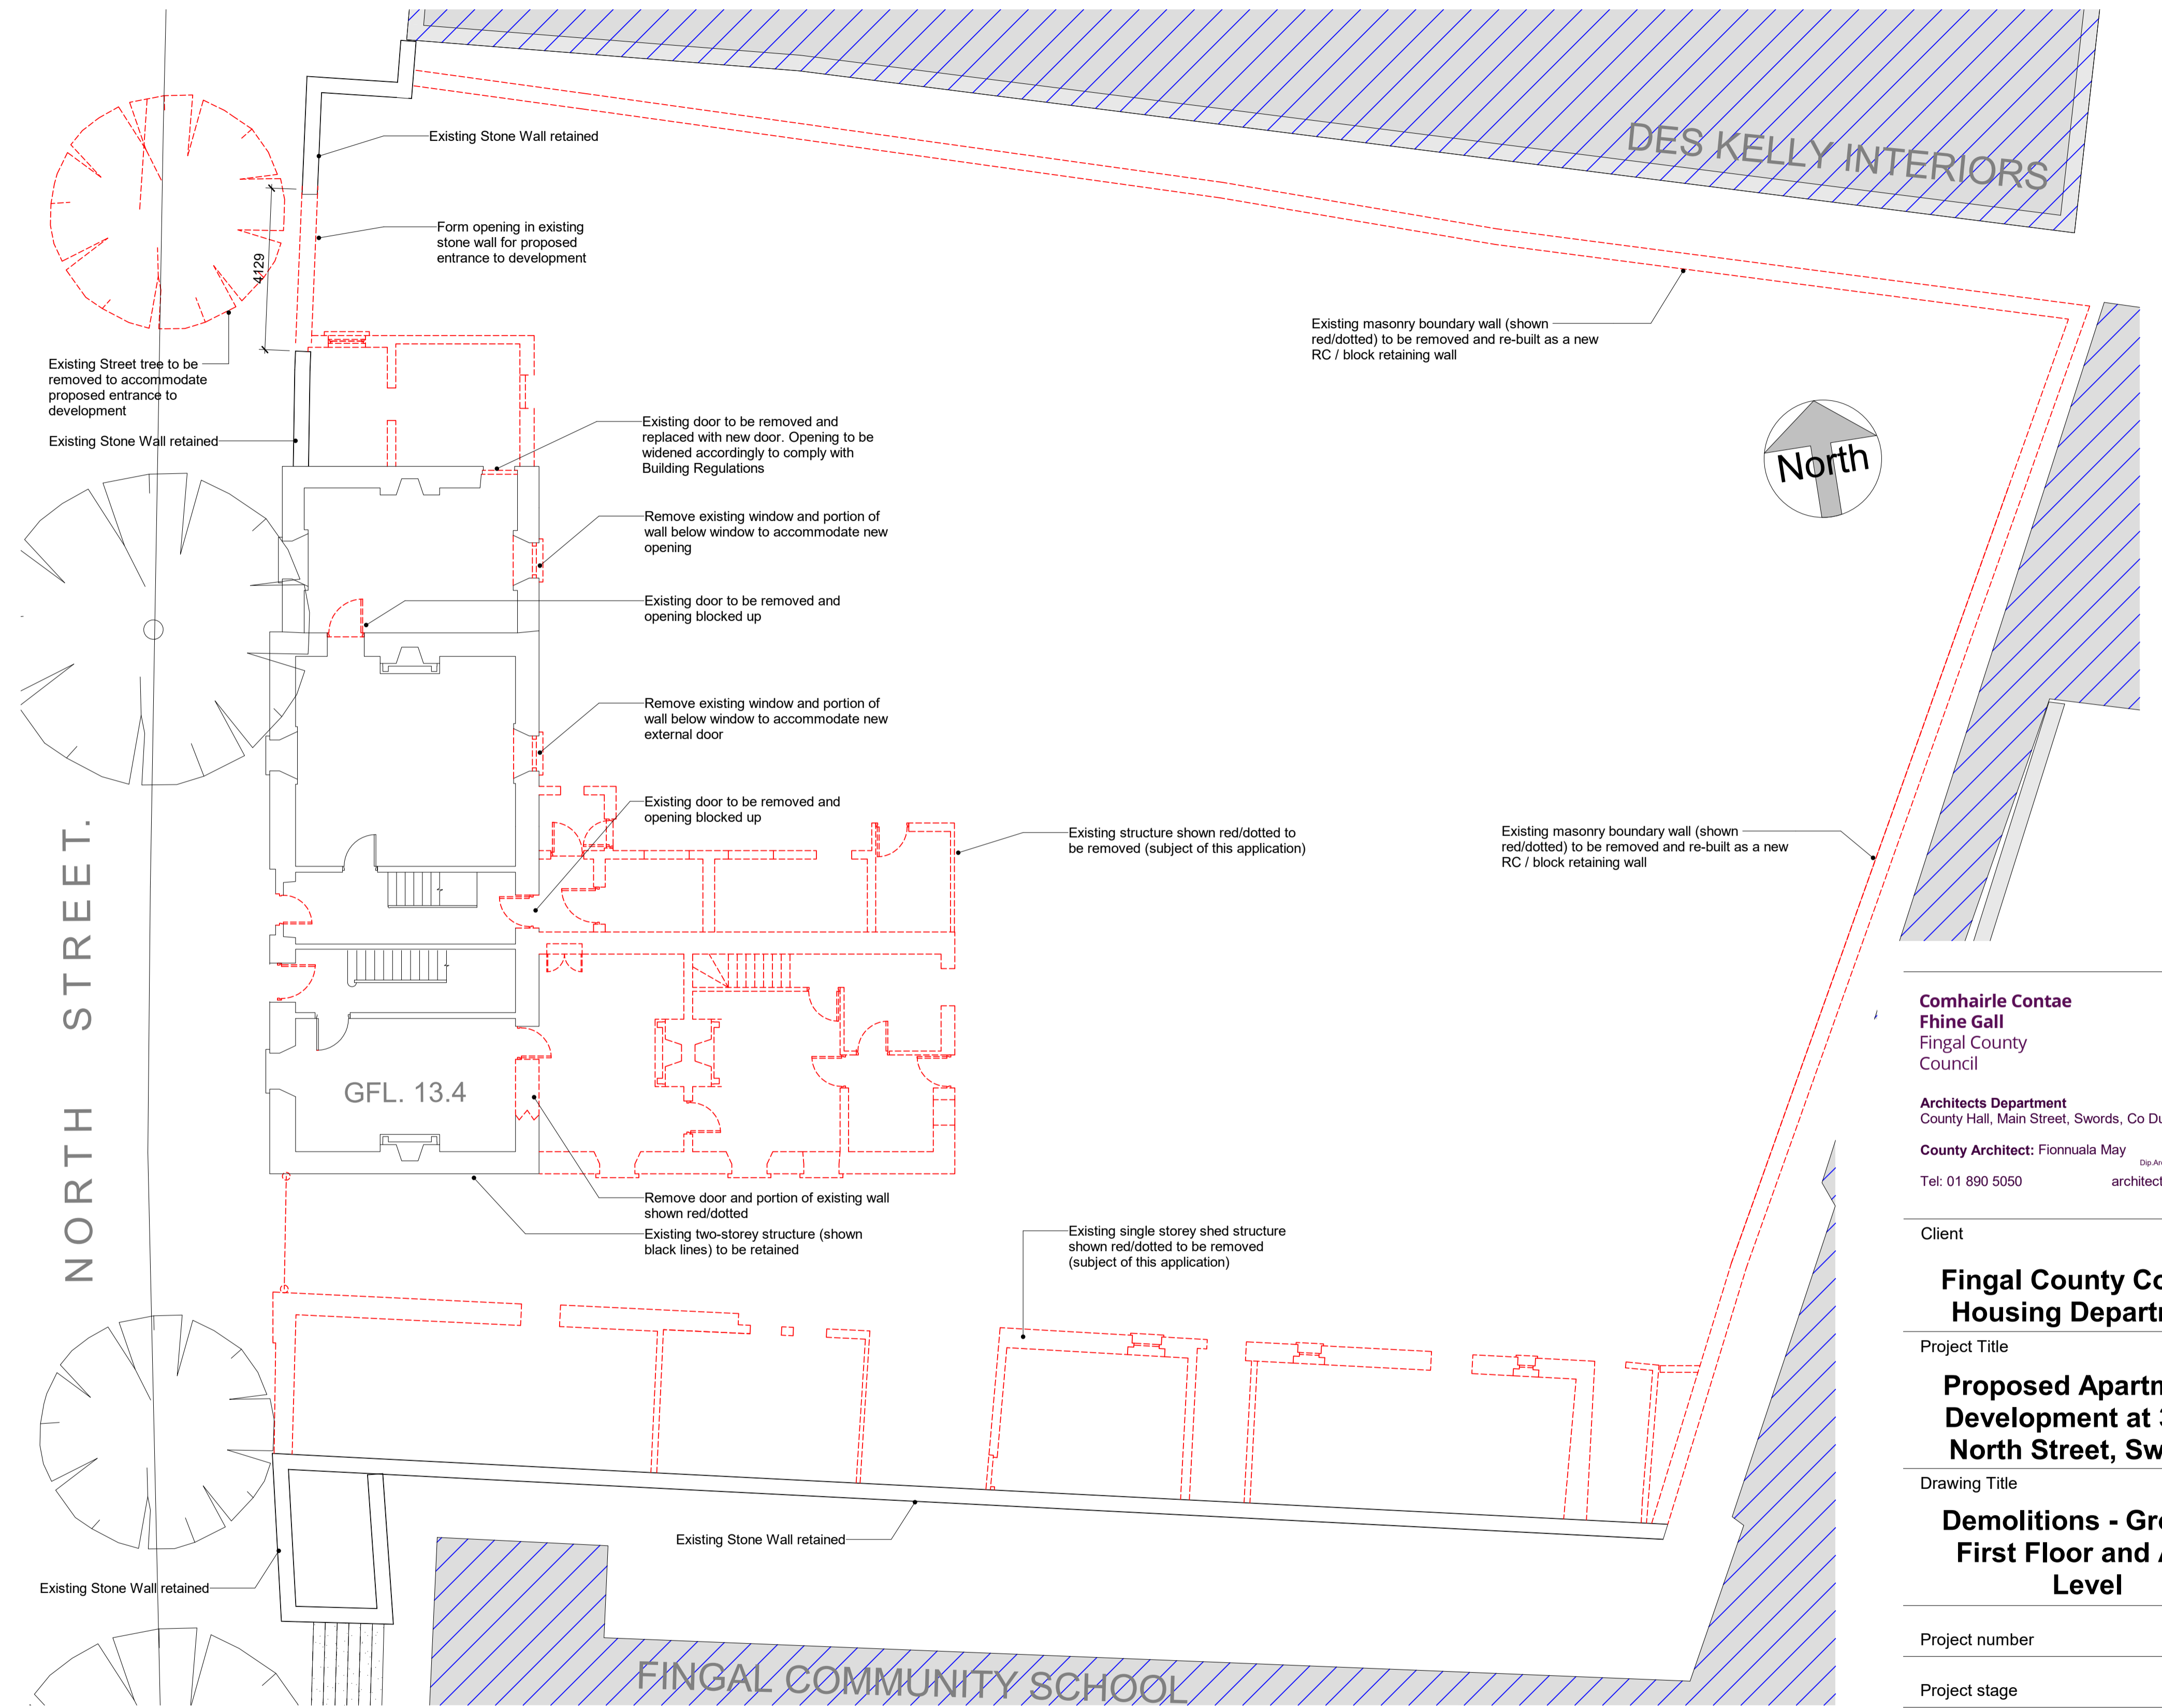 DES KELLY INTERIORS
Existing Stone Wall retained
Form opening in existing
stone wall for proposed
entrance to development
4129
Existing masonry boundary wall (shown
red/dotted) to be removed and re-built as a new
RC / block retaining wall
Existing Street tree to be
removed to accommodate
proposed entrance to
development
Existing Stone Wall retained
Existing door to be removed and
replaced with new door. Opening to be
widened accordingly to comply with
Building Regulations
North
Remove existing window and portion of
wall below window to accommodate new
opening
Existing door to be removed and
opening blocked up
Remove existing window and portion of
wall below window to accommodate new
external door
Existing door to be removed and
opening blocked up
Existing structure shown red/dotted to
be removed (subject of this application)
Existing masonry boundary wall (shown
red/dotted) to be removed and re-built as a new
RC / block retaining wall
NORTH STREET.
GFL. 13.4
Remove door and portion of existing wall
shown red/dotted
Existing two-storey structure (shown
black lines) to be retained
Existing single storey shed structure
shown red/dotted to be removed
(subject of this application)
Existing Stone Wall retained
Existing Stone Wall retained
FINGAL COMMUNITY SCHOOL
Comhairle Contae
Fhine Gall
Fingal County
Council
Architects Department
County Hall, Main Street, Swords, Co
County Architect: Fionnuala May
Tel: 01 890 5050
Client
Fingal County
Housing
Project Title
Proposed
Development at
North Street,
Drawing Title
Demolitions -
First Floor and
Level
Project number
Project stage